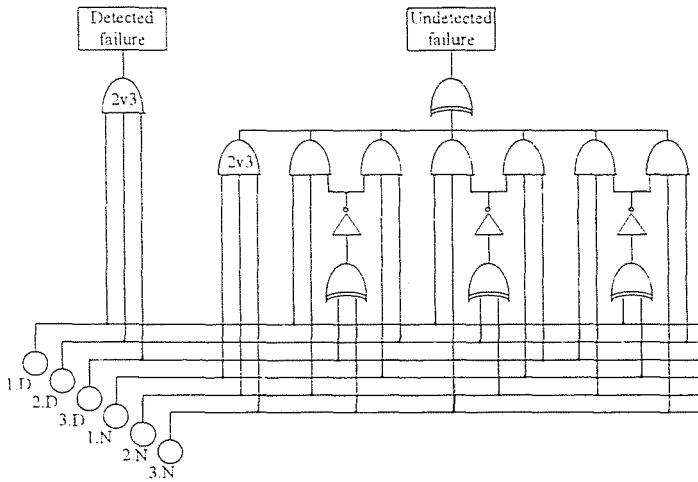 Detected
failure
Undetected
failure
2v3
2v3
1.D
2.D
3.D
1.N
2.N
3.N